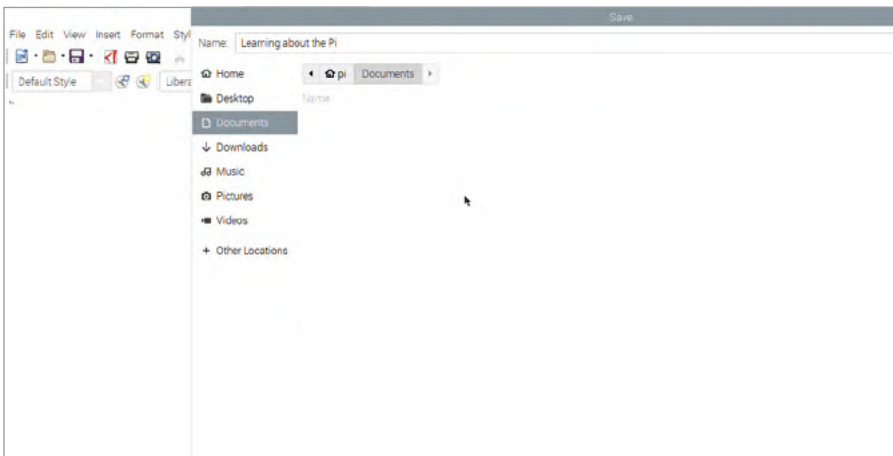 Save
File Edit View Insert Format Styl
Name: Learning about the Pi
Default Style
Libera
Home
pi Documents
Desktop
Name
Documents
Downloads
Music
Pictures
Videos
+ Other Locations